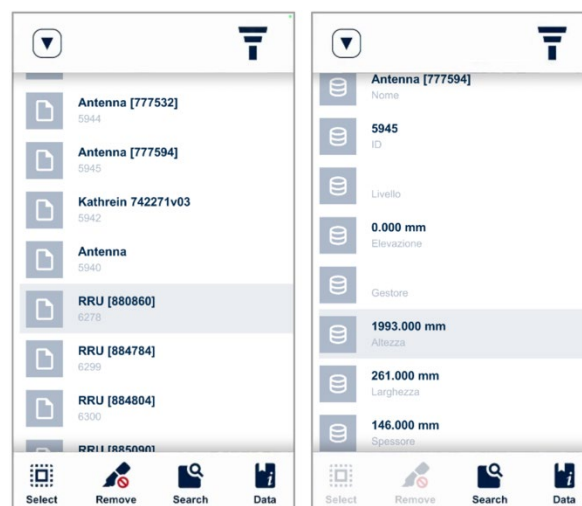 Antenna [777532]
5944
Antenna [777594]
5945
Kathrein 742271v03
5942
Antenna
5940
RRU [880860]
6278
RRU [884784]
6299
RRU [884804]
6300
RRU [885090]
Select Remove Search Data
Antenna [777594]
Nome
5945
ID
Livello
0.000 mm
Elevazione
Gestore
1993.000 mm
Altezza
261.000 mm
Larghezza
146.000 mm
Spessore
Select Remove Search Data